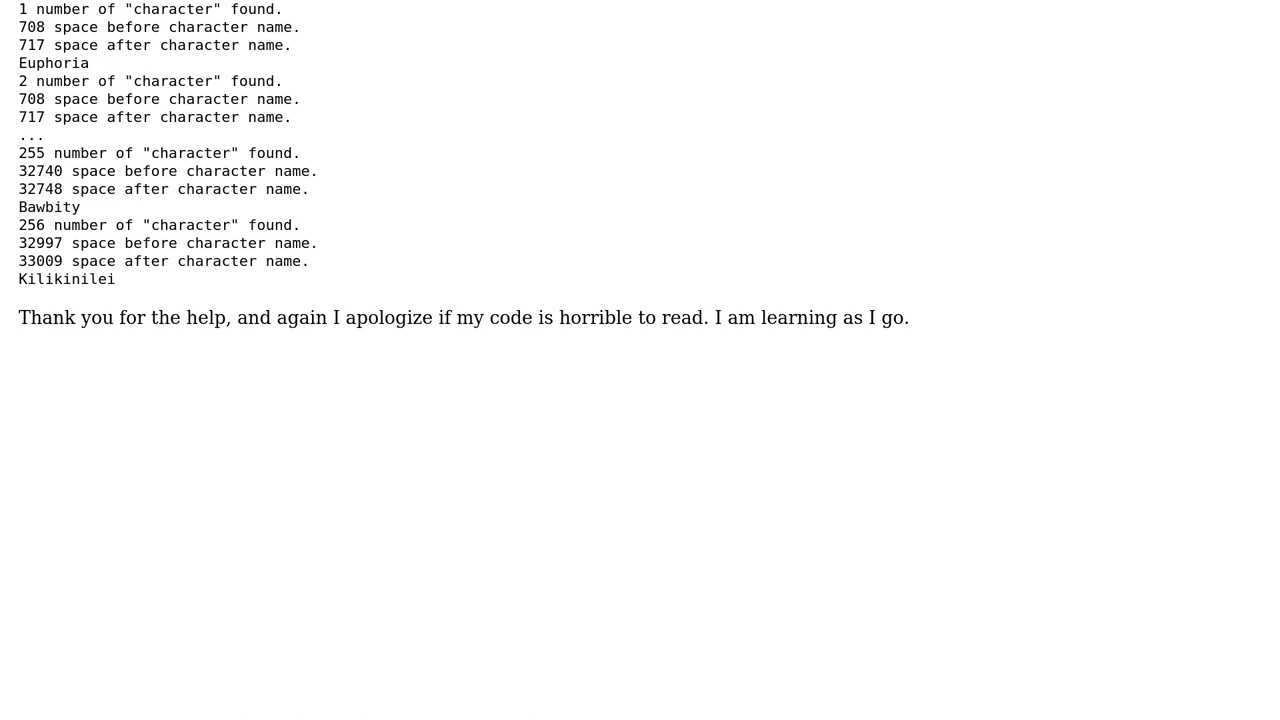 1 number of "character" found.
708 space before character name.
717 space after character name.
Euphoria
2 number of "character" found.
708 space before character name.
717 space after character name.
...
255 number of "character" found.
32740 space before character name.
32748 space after character name.
Bawbity
256 number of "character" found.
32997 space before character name.
33009 space after character name.
Kilikinilei
Thank you for the help, and again I apologize if my code is horrible to read. I am learning as I go.